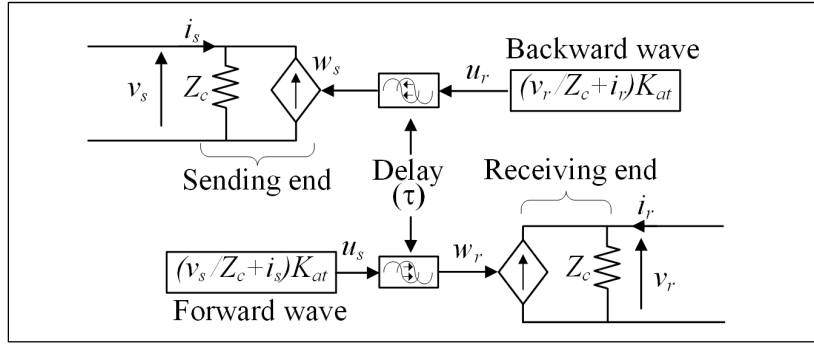 i_s
v_s
Z_c
w_s
u_r
Backward wave
(v_r/Z_c+i_r)K_at
Sending end
Delay
(τ)
Receiving end
i_r
(v_s/Z_c+i_s)K_at
u_s
w_r
Z_c
v_r
Forward wave